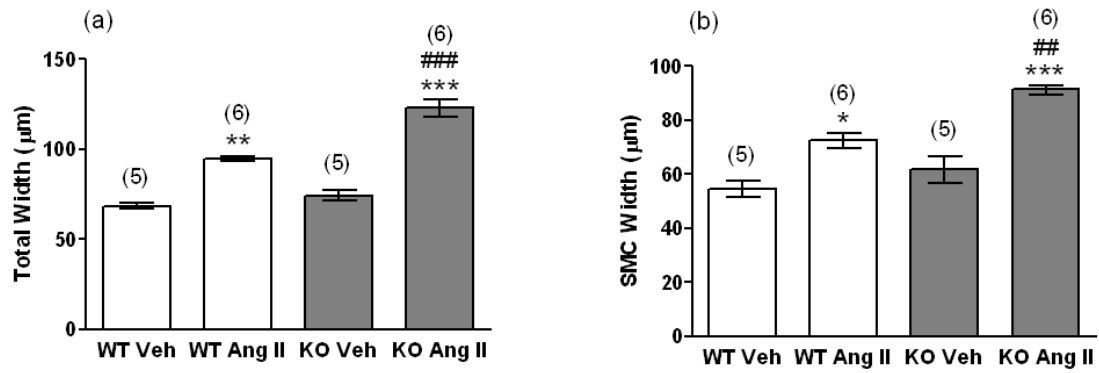 (a)
Total Width (μm)
150
100
50
0
(5)
(6)
**
(5)
(6)
###
***
WT Veh
WT Ang II
KO Veh
KO Ang II
(b)
SMC Width (μm)
100
80
60
40
20
0
(5)
(6)
*
(5)
(6)
##
***
WT Veh
WT Ang II
KO Veh
KO Ang II